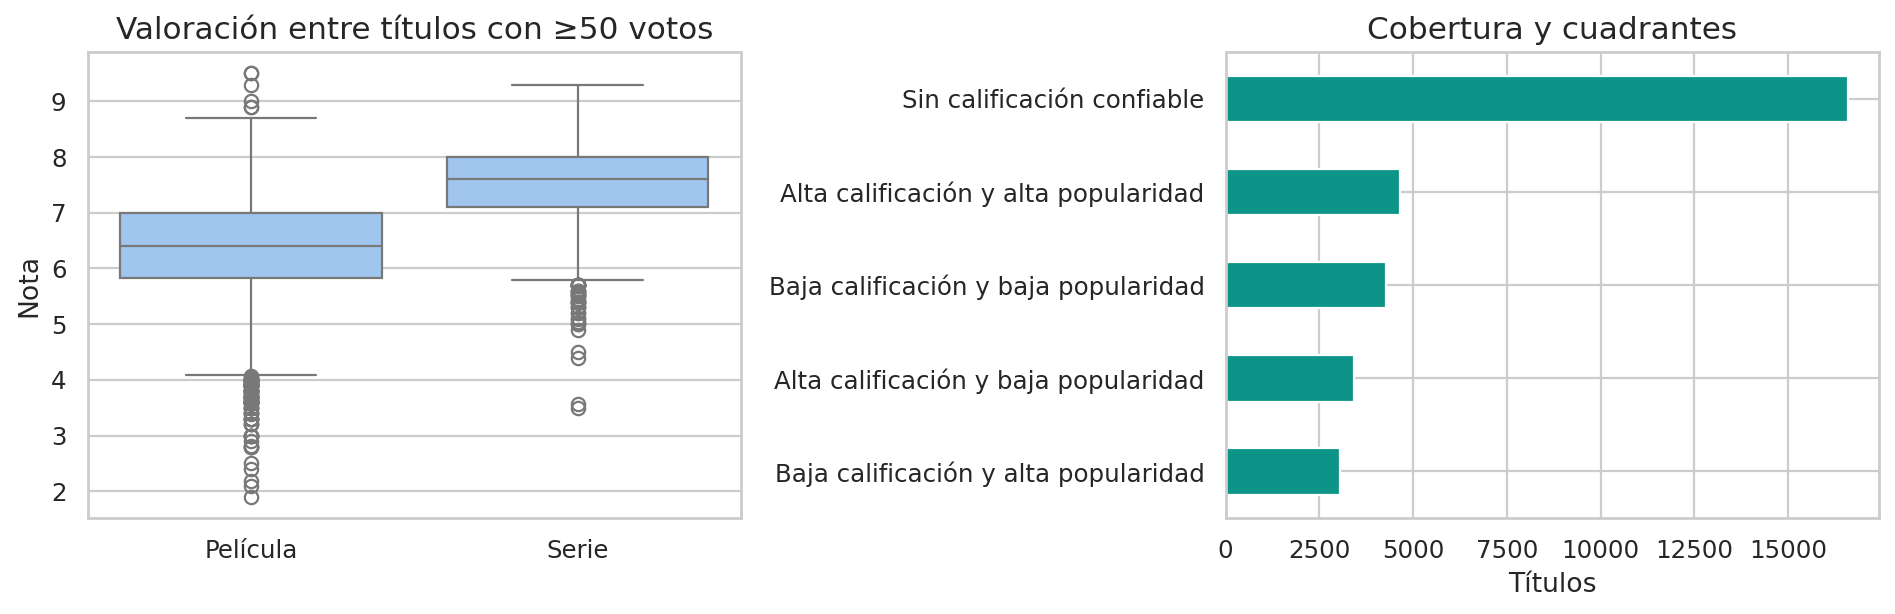 Valoración entre títulos con ≥50 votos
Nota
9
8
7
6
5
4
3
2
Película
Serie
Cobertura y cuadrantes
Sin calificación confiable
Alta calificación y alta popularidad
Baja calificación y baja popularidad
Alta calificación y baja popularidad
Baja calificación y alta popularidad
0 2500 5000 7500 10000 12500 15000
Títulos